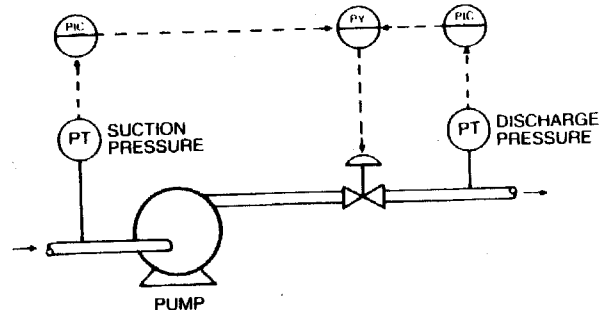 PIC
PY
PIC
PT
SUCTION
PRESSURE
PT
DISCHARGE
PRESSURE
PUMP